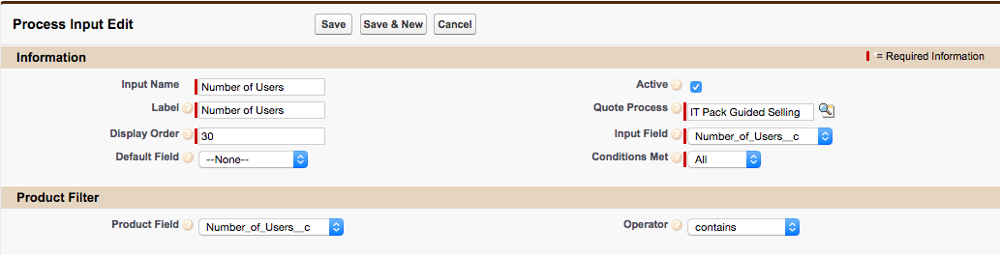 Process Input Edit Save Save & New Cancel
Information = Required Information
Input Name Number of Users Active ?
Label ? Number of Users Quote Process ? IT Pack Guided Selling
Display Order ? 30 Input Field ? Number_of_Users__c
Default Field ? --None-- Conditions Met ? All
Product Filter
Product Field ? Number_of_Users__c Operator ? contains